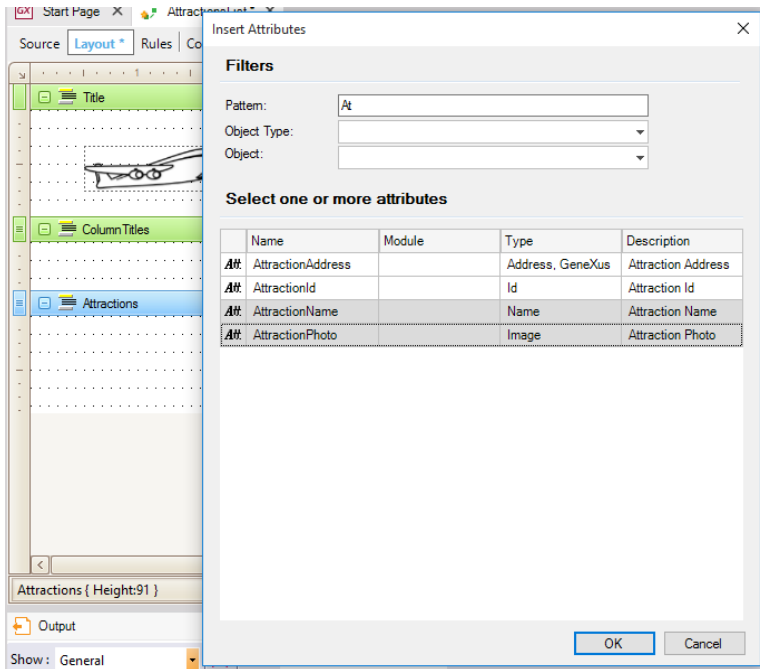 Start Page
Source Layout * Rules Co
Title
Column Titles
Attractions
Attractions { Height:91 }
Output
Show : General
Insert Attributes
Filters
Pattern: At
Object Type:
Object:
Select one or more attributes
Name Module Type Description
Att. AttractionAddress Address, GeneXus Attraction Address
Att. AttractionId Id Attraction Id
Att. AttractionName Name Attraction Name
Att. AttractionPhoto Image Attraction Photo
OK Cancel